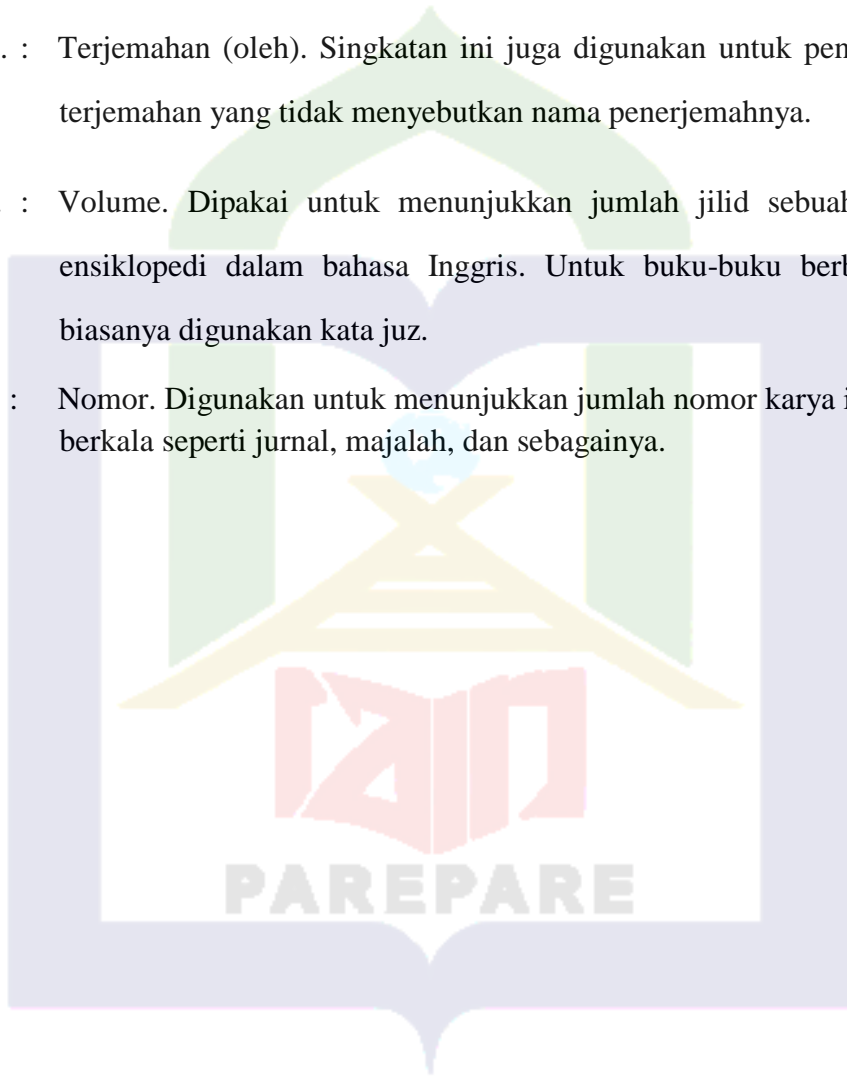 . : Terjemahan (oleh). Singkatan ini juga digunakan untuk pen
terjemahan yang tidak menyebutkan nama penerjemahnya.
: Volume. Dipakai untuk menunjukkan jumlah jilid sebuah
ensiklopedi dalam bahasa Inggris. Untuk buku-buku berb
biasanya digunakan kata juz.
: Nomor. Digunakan untuk menunjukkan jumlah nomor karya i
berkala seperti jurnal, majalah, dan sebagainya.
iain
PAREPARE